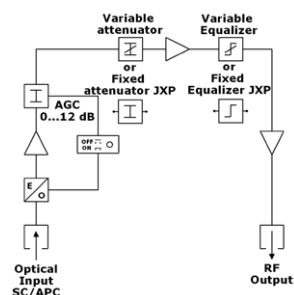 Variable
attenuator
or
Fixed
attenuator JXP
Variable
Equalizer
or
Fixed
Equalizer JXP
AGC
0...12 dB
OFF
ON
E
O
Optical
Input
SC/APC
RF
Output